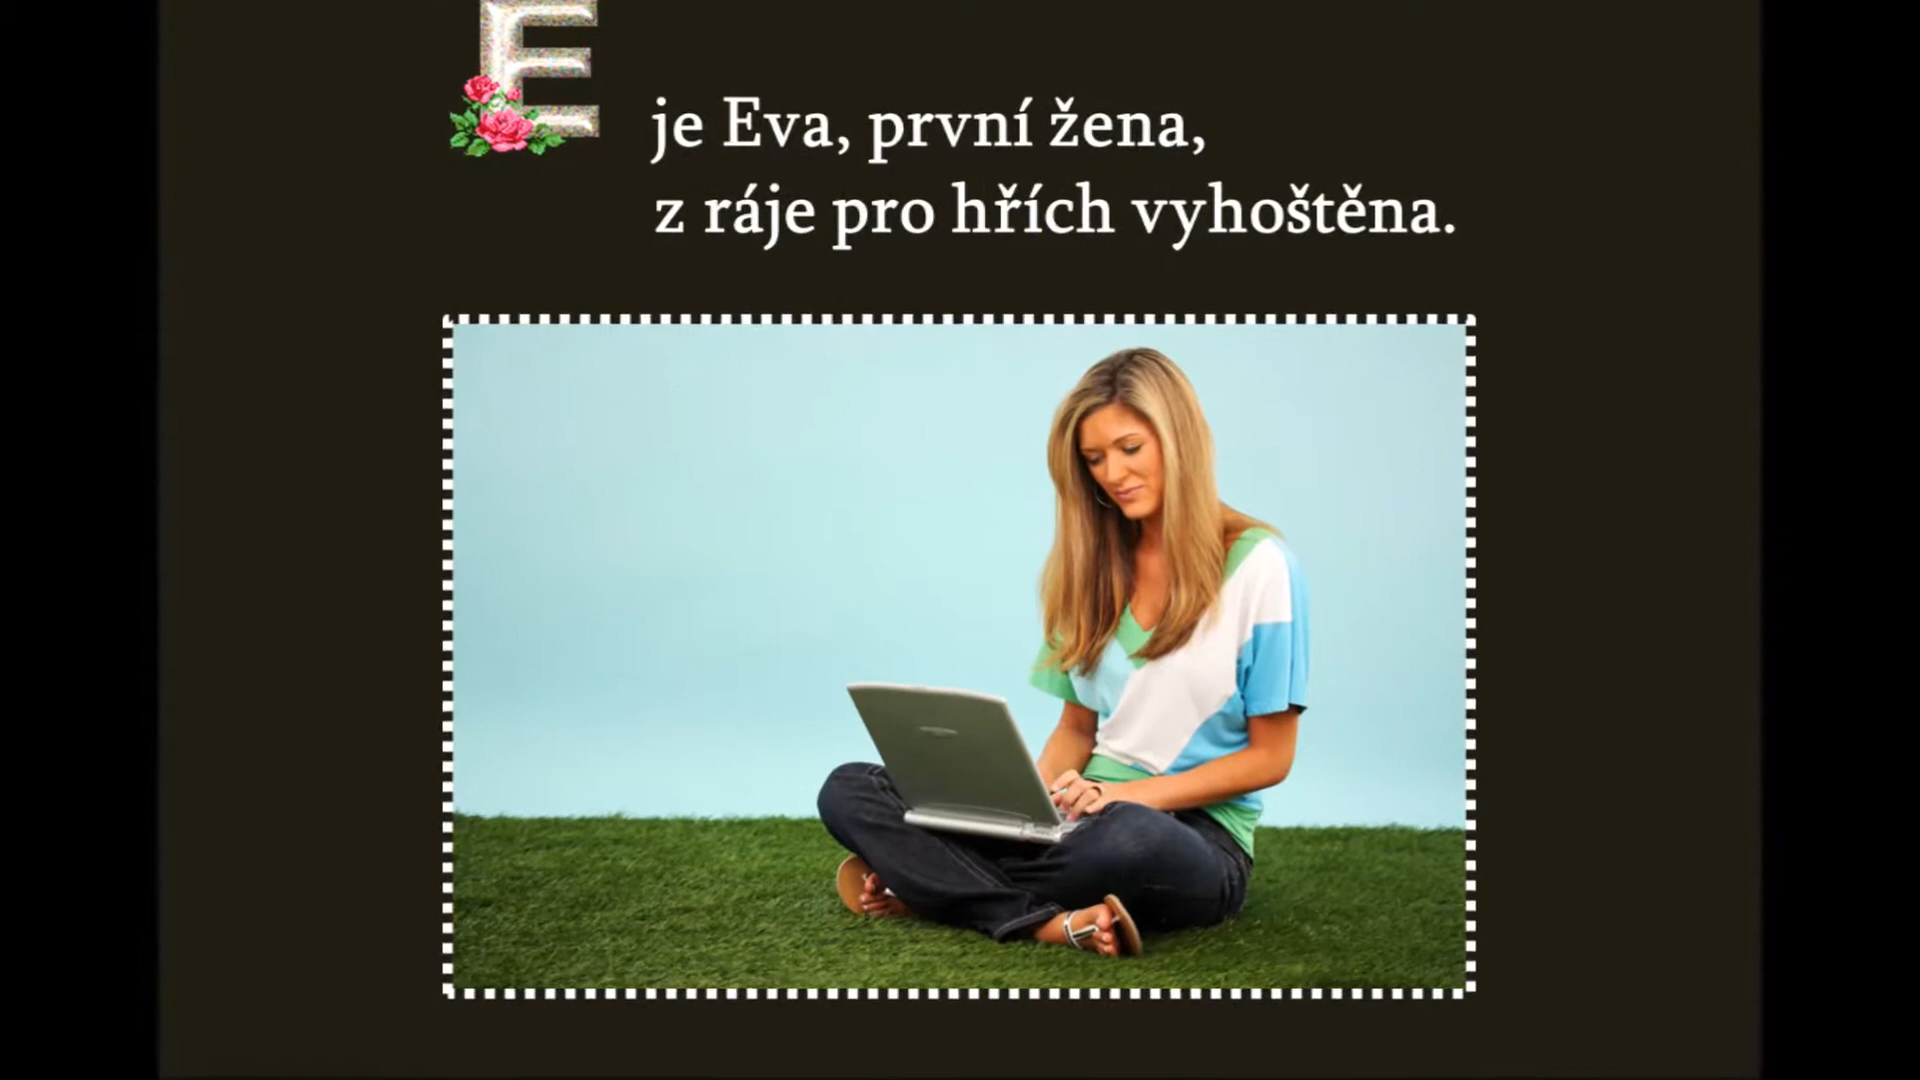 E
je Eva, první žena,
z ráje pro hřích vyhoštěna.